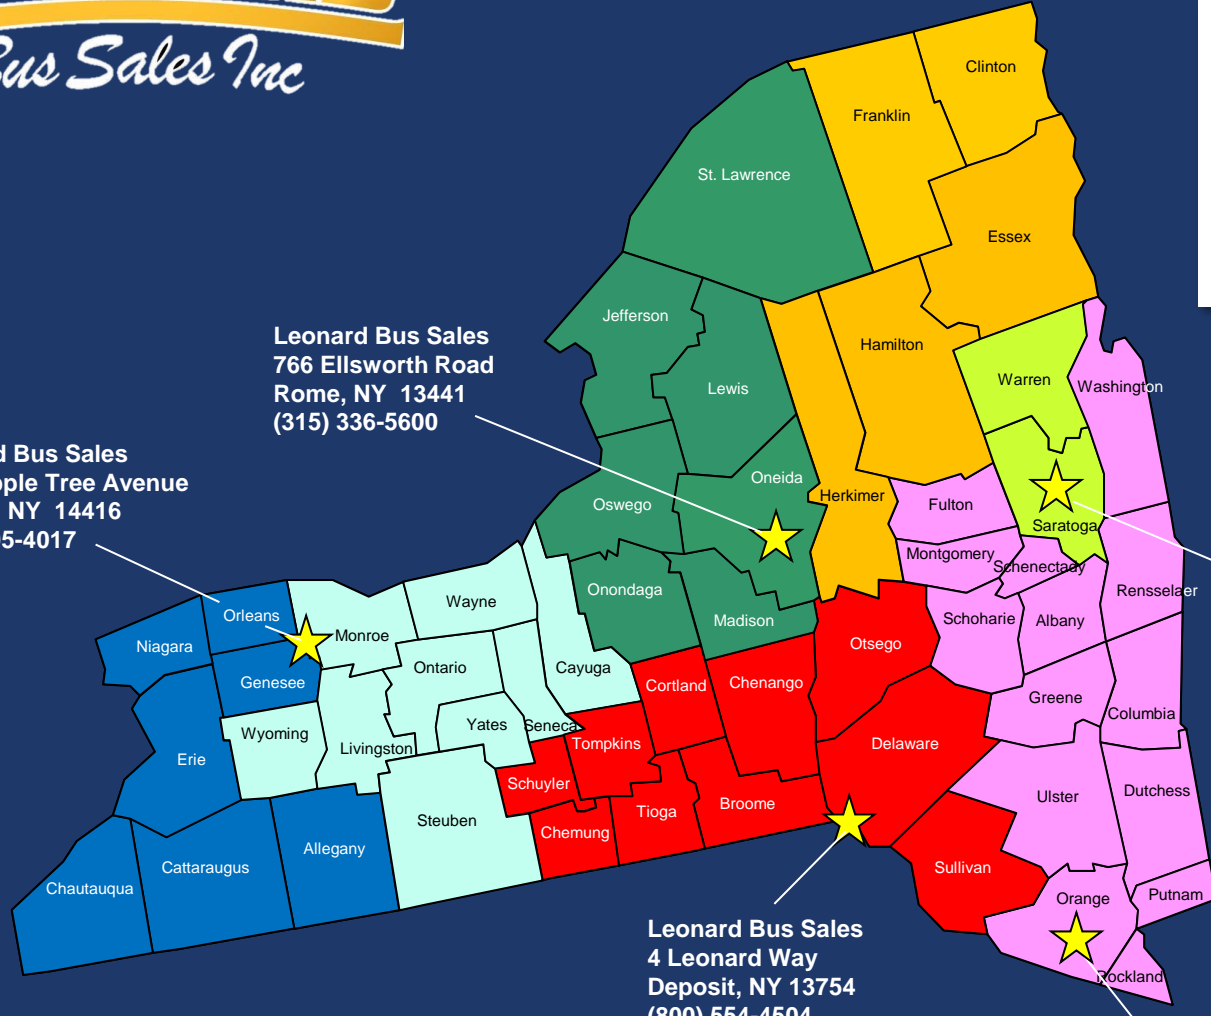 Bus Sales Inc
Leonard Bus Sales
766 Ellsworth Road
Rome, NY  13441
(315) 336-5600
d Bus Sales
ple Tree Avenue
NY  14416
5-4017
Leonard Bus Sales
4 Leonard Way
Deposit, NY 13754
(800) 554-4504
Clinton
Franklin
St. Lawrence
Essex
Jefferson
Hamilton
Lewis
Warren
Washington
Oneida
Herkimer
Oswego
Fulton
Saratoga
Montgomery
Schenectady
Onondaga
Rensselaer
Wayne
Orleans
Madison
Schoharie
Albany
Monroe
Otsego
Niagara
Ontario
Cayuga
Genesee
Cortland
Chenango
Greene
Columbia
Wyoming
Yates
Seneca
Livingston
Tompkins
Delaware
Erie
Schuyler
Ulster
Dutchess
Broome
Tioga
Steuben
Chemung
Allegany
Cattaraugus
Sullivan
Chautauqua
Orange
Putnam
Rockland